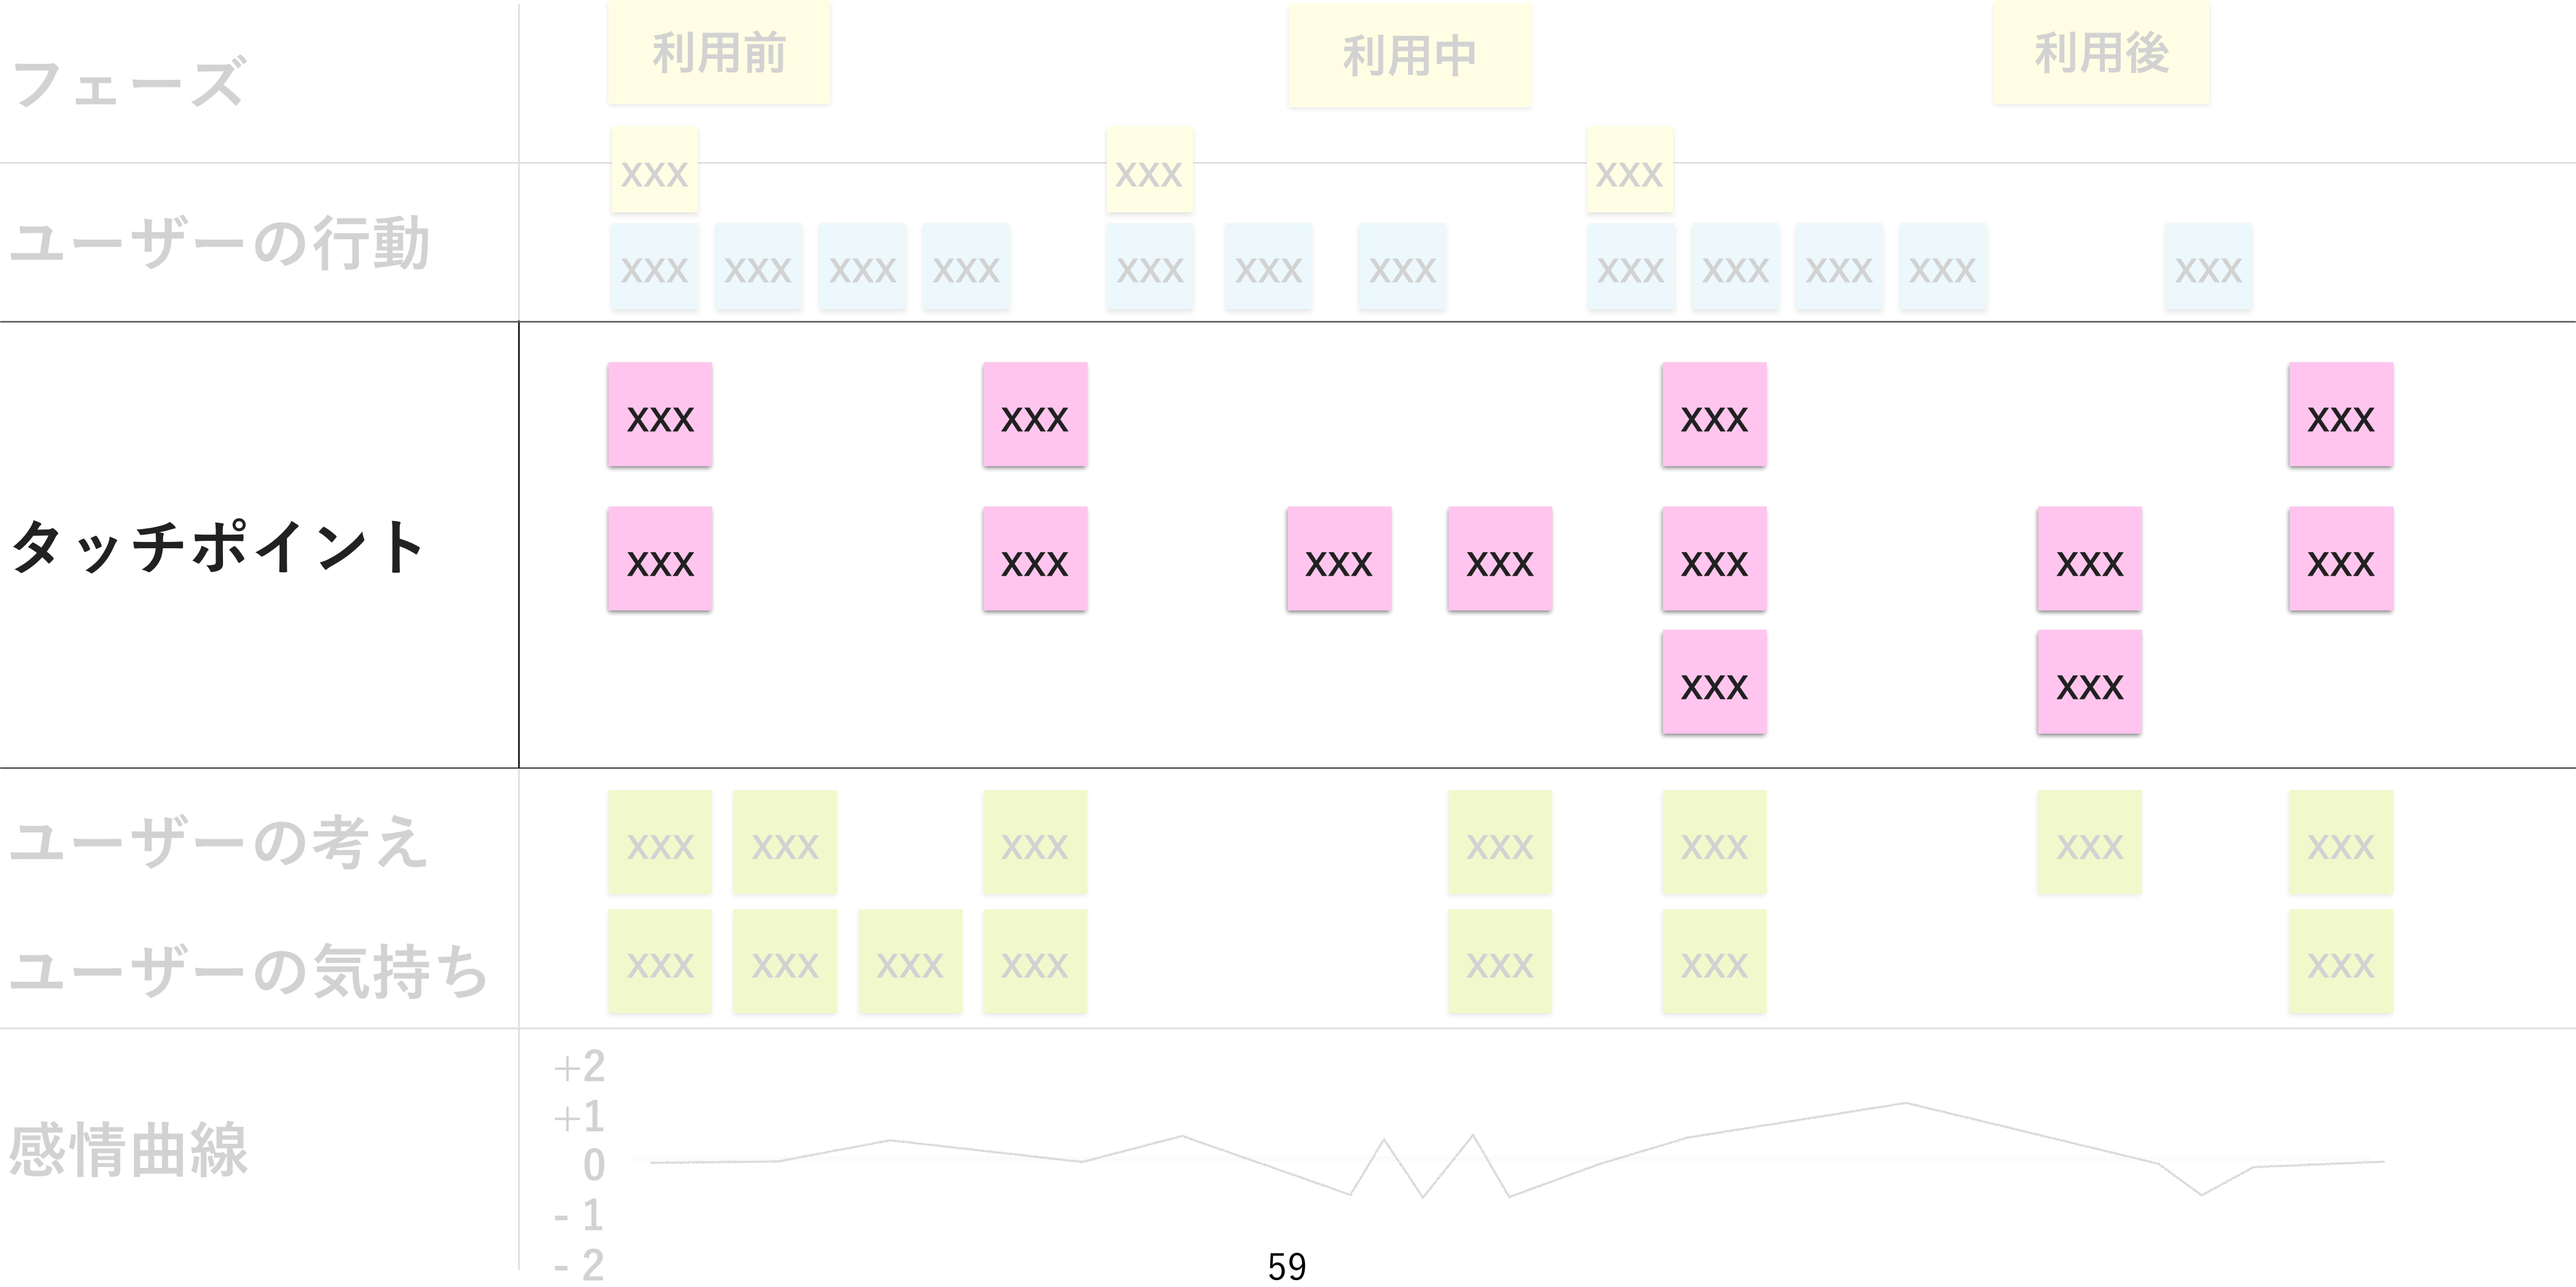 利用前 利用中 利用後
フェーズ
xxx xxx xxx
ユーザーの行動
xxx xxx xxx xxx xxx xxx xxx xxx xxx xxx xxx xxx
xxx xxx xxx xxx
タッチポイント
xxx xxx xxx xxx xxx xxx xxx
xxx xxx
ユーザーの考え
xxx xxx xxx xxx xxx xxx xxx
ユーザーの気持ち
xxx xxx xxx xxx xxx xxx xxx
感情曲線
+2
+1
0
- 1
- 2
59